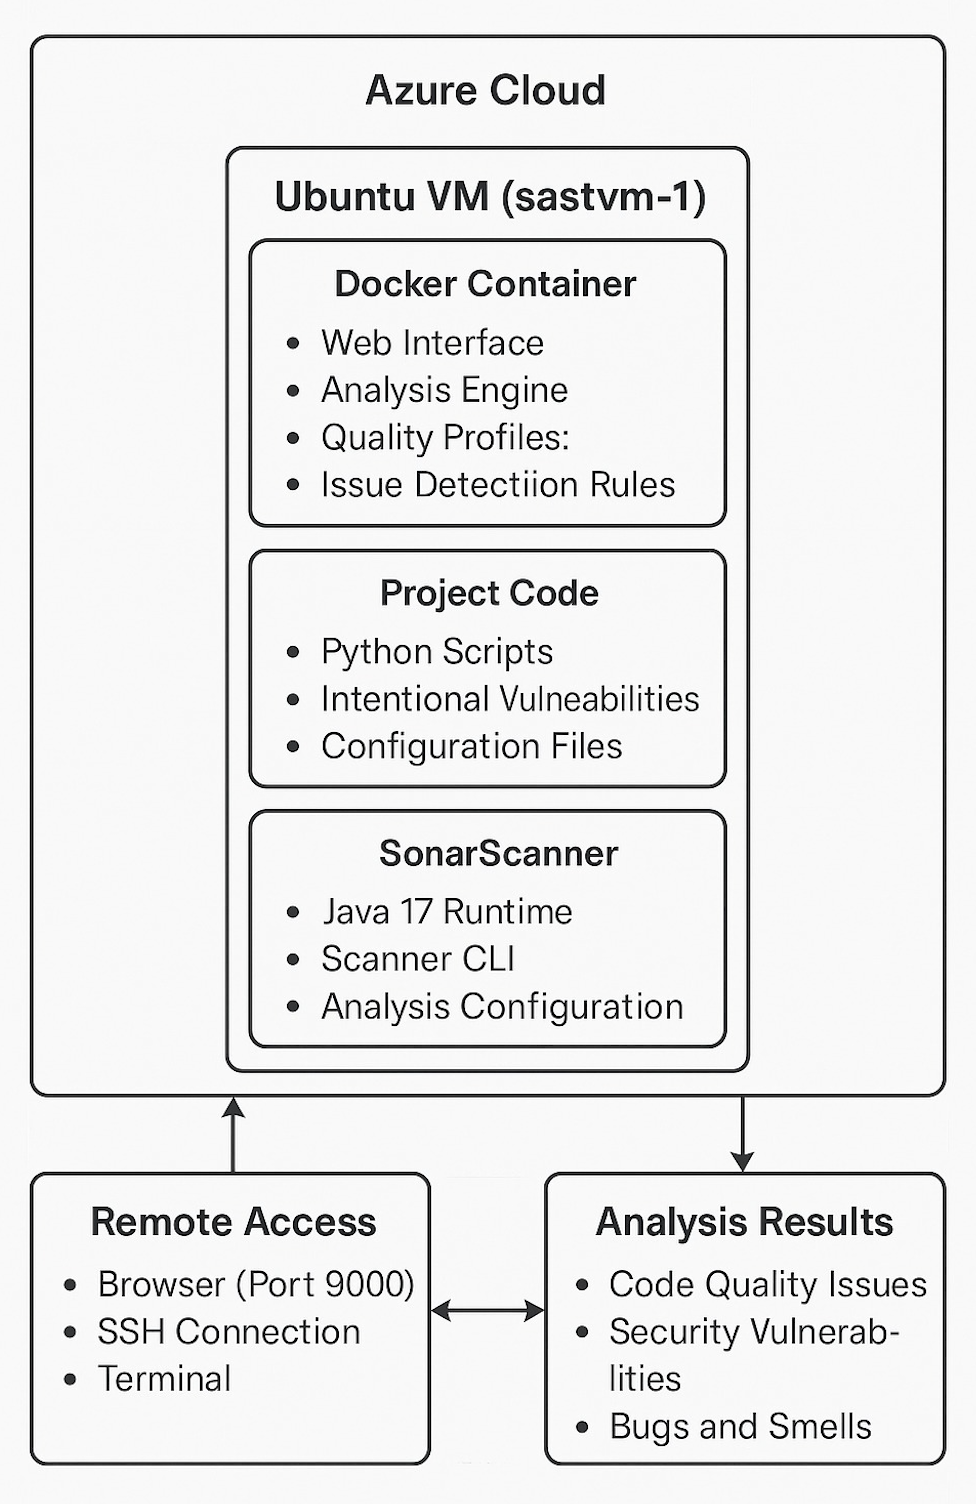 Azure Cloud
Ubuntu VM (sastvm-1)
Docker Container
• Web Interface
• Analysis Engine
• Quality Profiles:
• Issue Detectiion Rules
Project Code
• Python Scripts
• Intentional Vulneabilities
• Configuration Files
SonarScanner
• Java 17 Runtime
• Scanner CLI
• Analysis Configuration
Remote Access
• Browser (Port 9000)
• SSH Connection
• Terminal
Analysis Results
• Code Quality Issues
• Security Vulnerab-
lities
• Bugs and Smells